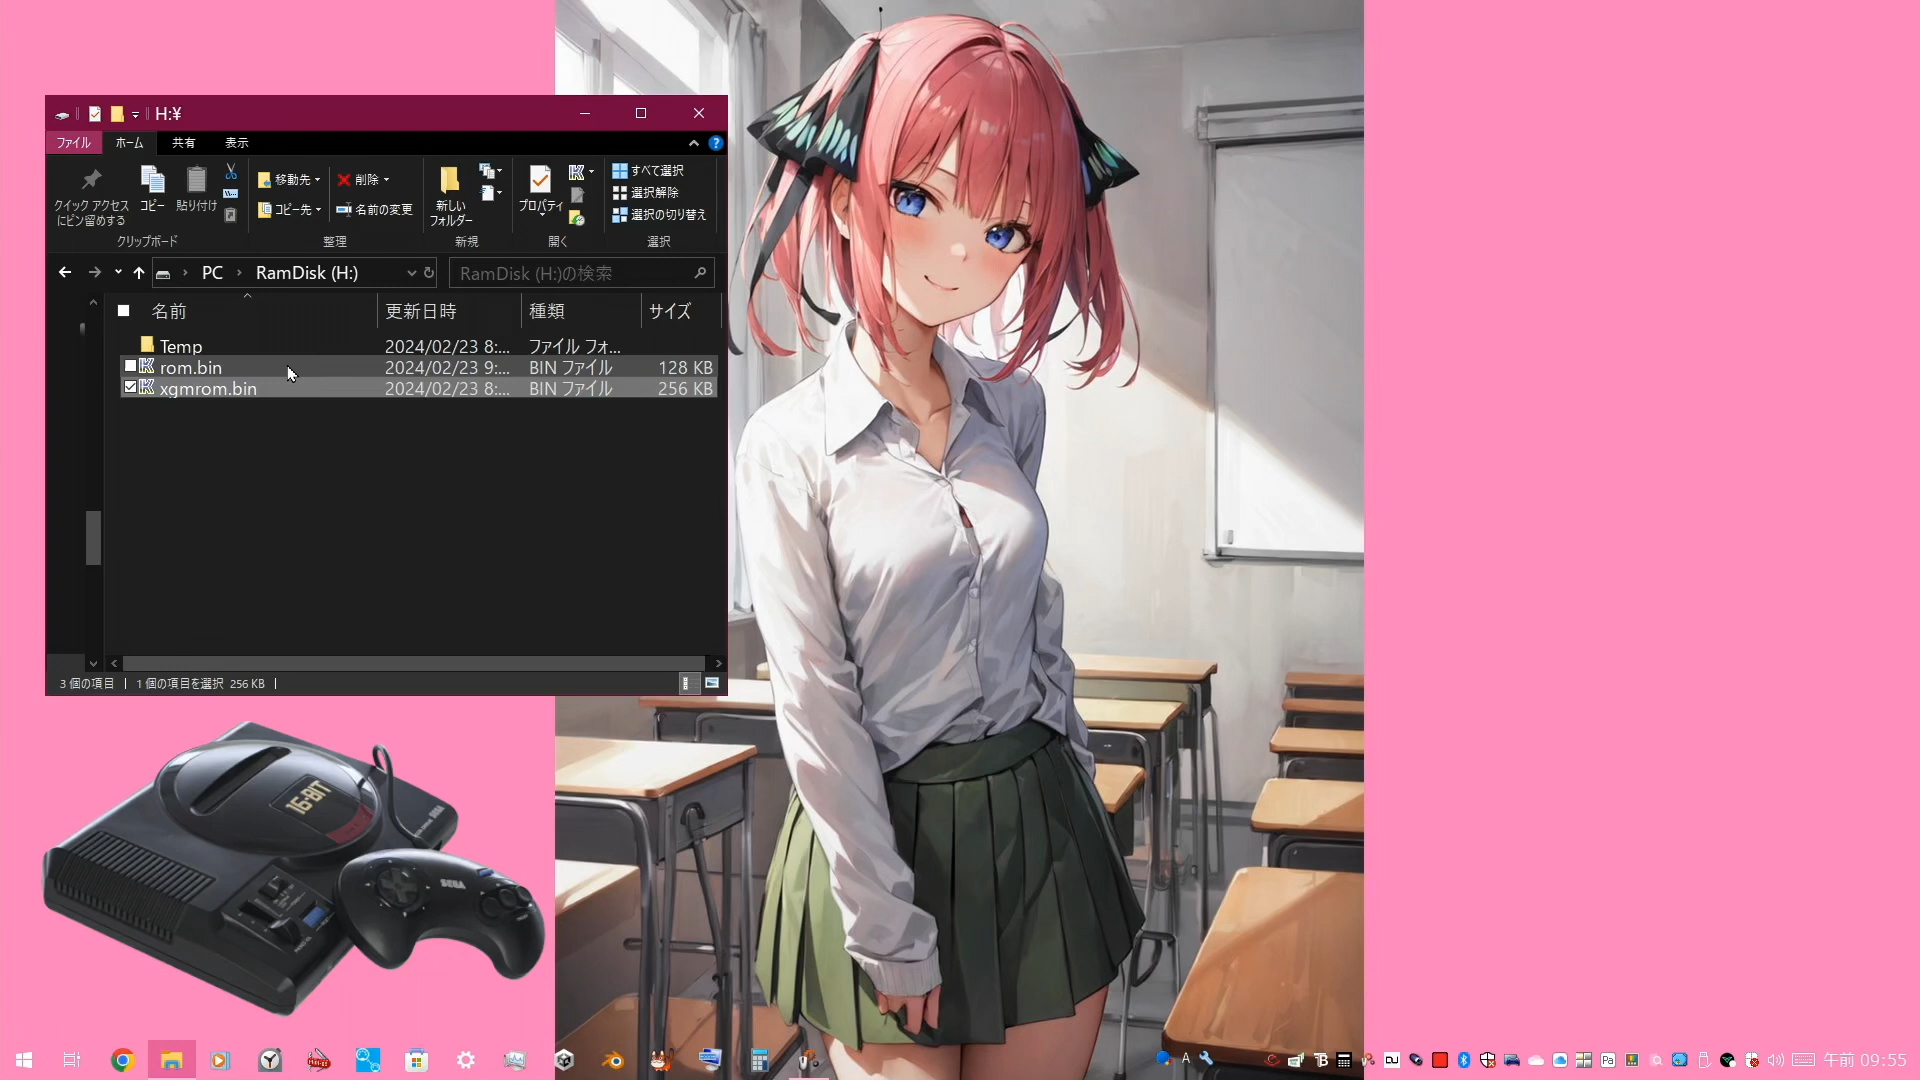 H:¥
ファイル ホーム 共有 表示
クイック アクセス
にピン留めする
コピー
貼り付け
クリップボード
移動先
削除
コピー先
名前の変更
整理
新しい
フォルダー
新規
プロパティ
開く
すべて選択
選択解除
選択の切り替え
選択
PC RamDisk (H:)
RamDisk (H:)の検索
名前 更新日時 種類 サイズ
Temp 2024/02/23 8:... ファイル フォ...
rom.bin 2024/02/23 9:... BIN ファイル 128 KB
xgmrom.bin 2024/02/23 8:... BIN ファイル 256 KB
3 個の項目 1 個の項目を選択 256 KB
16-BIT
SEGA
A
午前 09:55